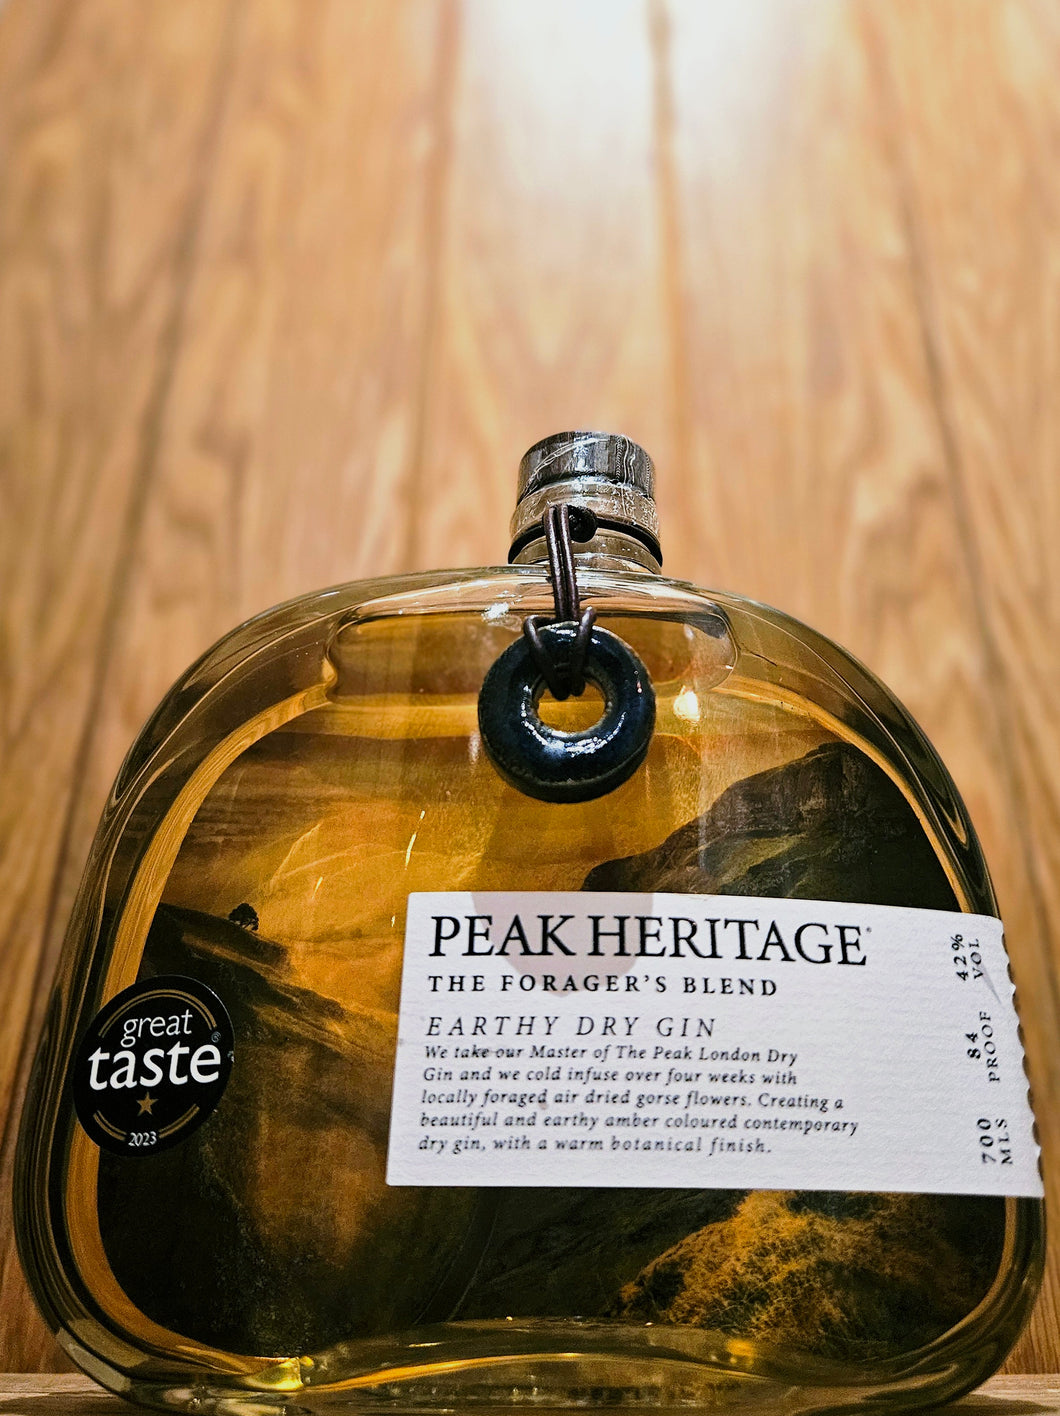 PEAK HERITAGE
THE FORAGER'S BLEND
EARTHY DRY GIN
We take our Master of The Peak London Dry
Gin and we cold infuse over four weeks with
locally foraged air dried gorse flowers. Creating a
beautiful and earthy amber coloured contemporary
dry gin, with a warm botanical finish.
42%
VOL
84
PROOF
700
MLS
great
taste®
2023